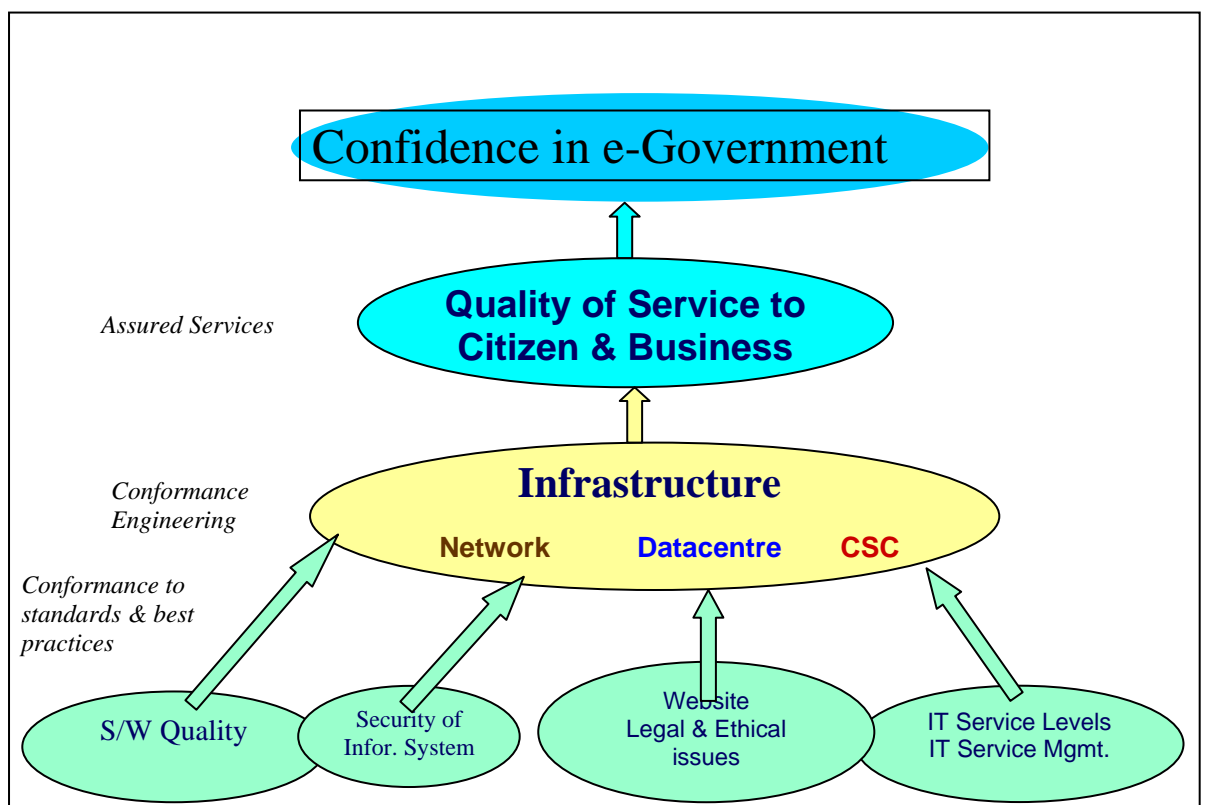 Confidence in e-Government
Assured Services
Quality of Service to
Citizen & Business
Conformance
Engineering
Infrastructure
Network Datacentre CSC
Conformance to
standards & best
practices
S/W Quality
Security of
Infor. System
Website
Legal & Ethical
issues
IT Service Levels
IT Service Mgmt.